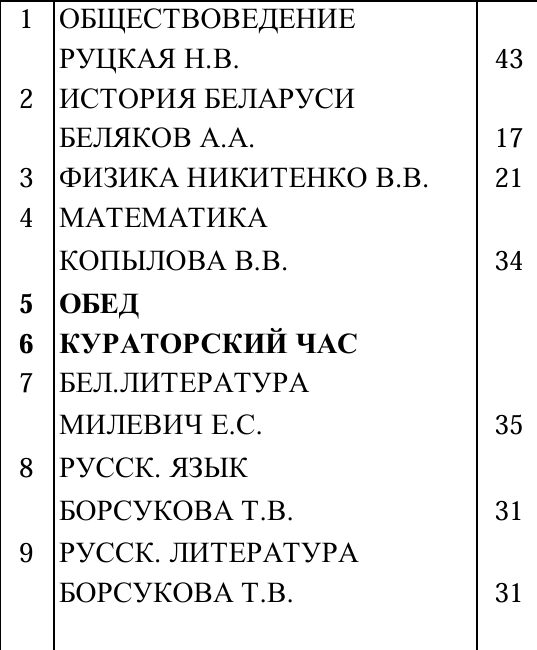 1 ОБЩЕСТВОВЕДЕНИЕ
РУЦКАЯ Н.В. 43
2 ИСТОРИЯ БЕЛАРУСИ
БЕЛЯКОВ А.А. 17
3 ФИЗИКА НИКИТЕНКО В.В. 21
4 МАТЕМАТИКА
КОПЫЛОВА В.В. 34
5 ОБЕД
6 КУРАТОРСКИЙ ЧАС
7 БЕЛ.ЛИТЕРАТУРА
МИЛЕВИЧ Е.С. 35
8 РУССК. ЯЗЫК
БОРСУКОВА Т.В. 31
9 РУССК. ЛИТЕРАТУРА
БОРСУКОВА Т.В. 31